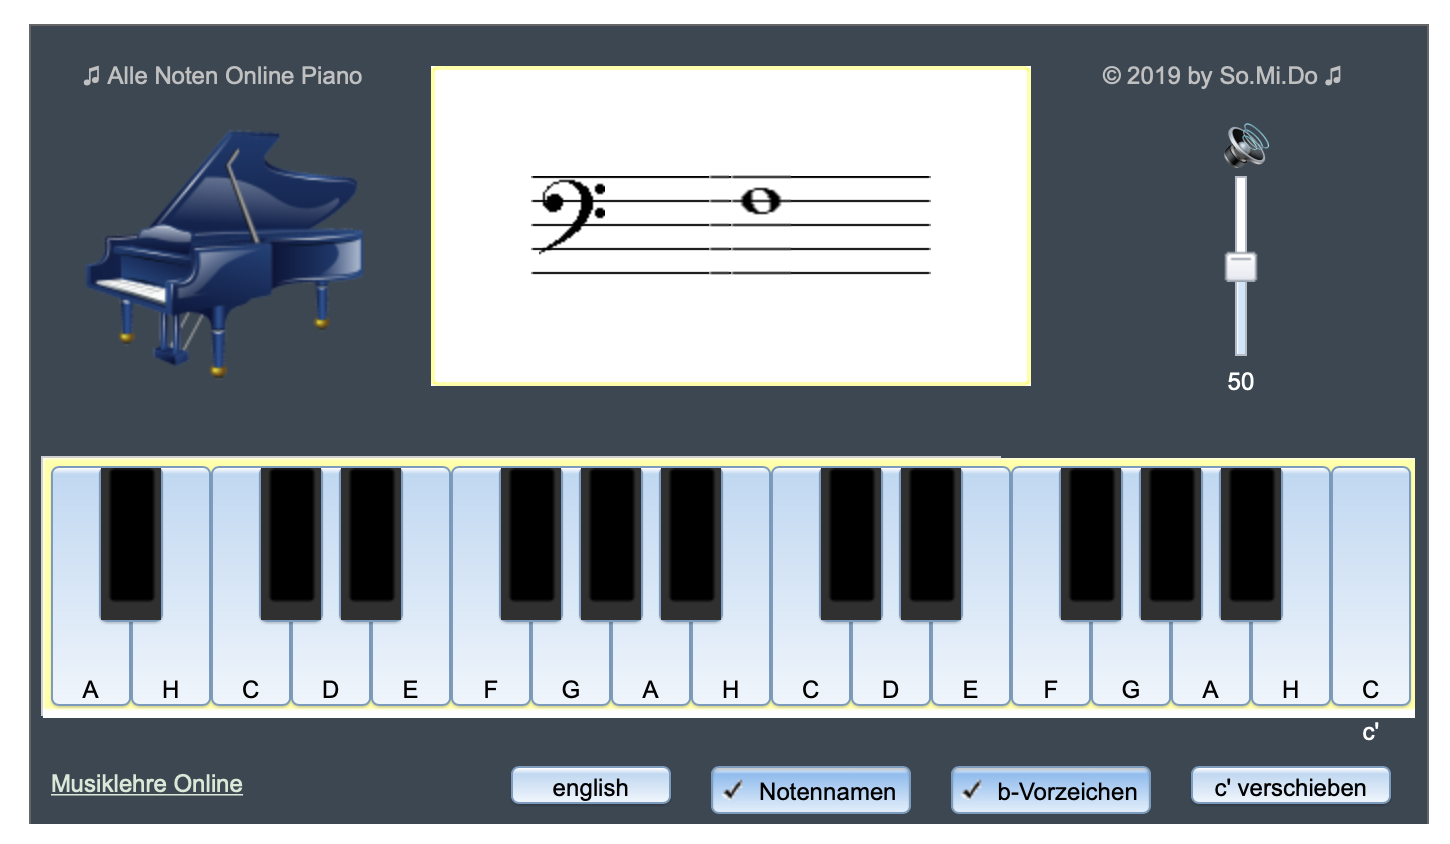 ♫ Alle Noten Online Piano
© 2019 by So.Mi.Do ♫
50
A H C D E F G A H C D E F G A H C
c'
Musiklehre Online
english
✓ Notennamen
✓ b-Vorzeichen
c' verschieben